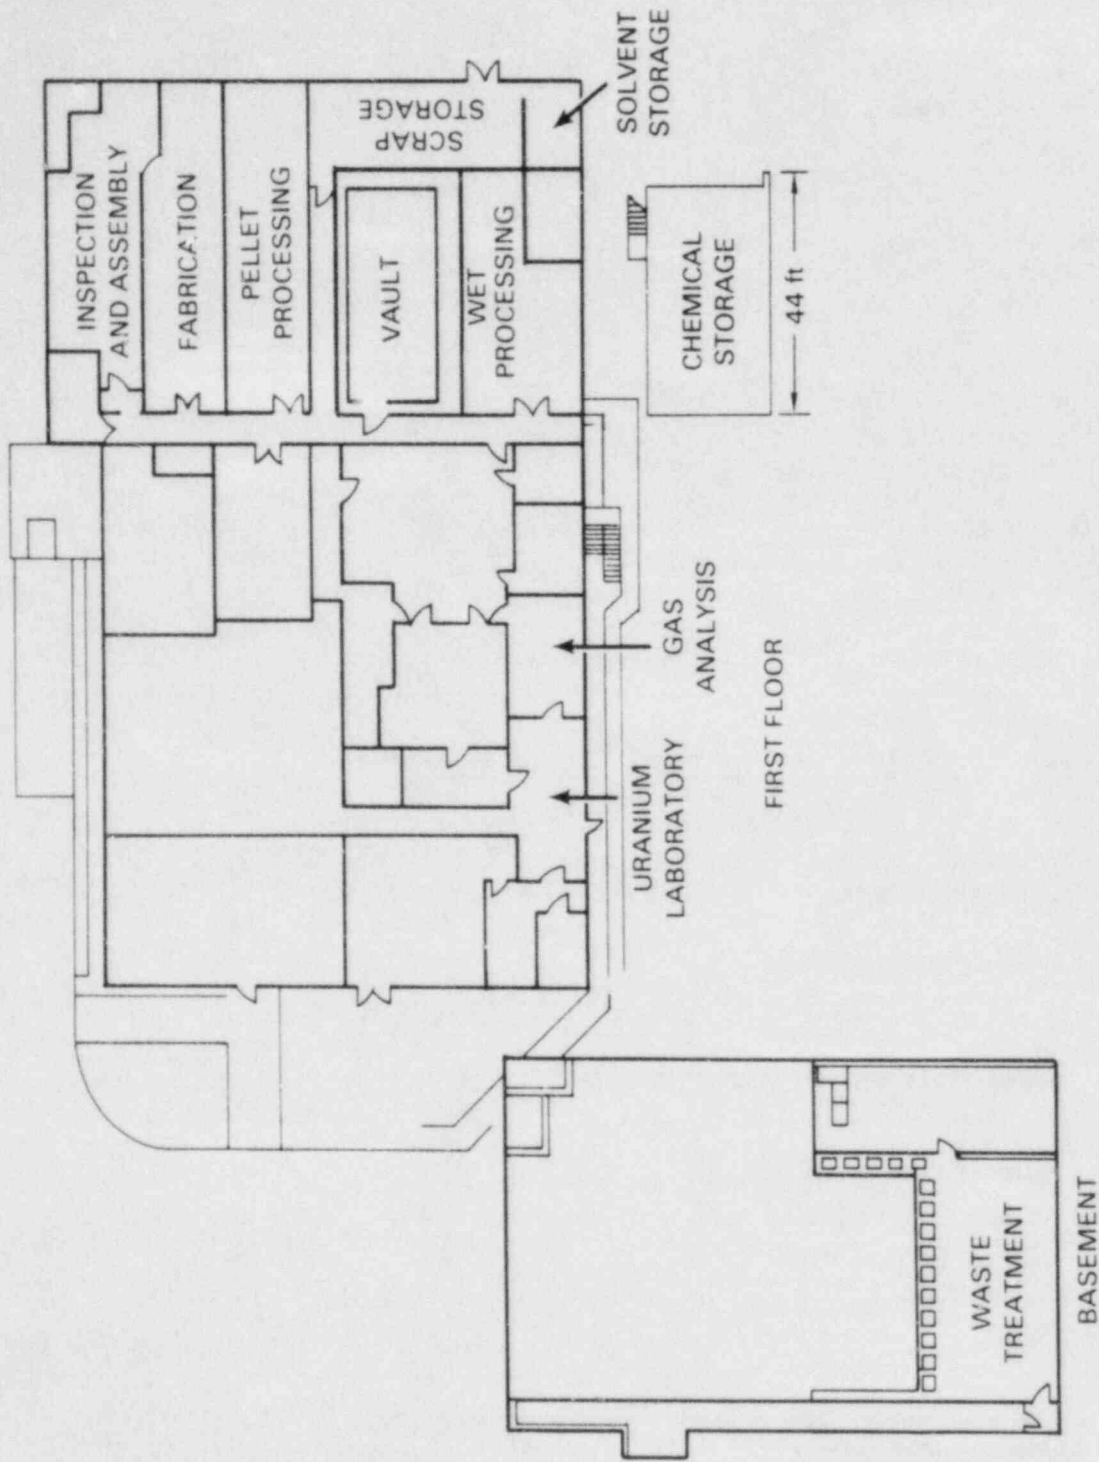 INSPECTION
AND ASSEMBLY
FABRICATION
PELLET
PROCESSING
SCRAP
STORAGE
VAULT
WET
PROCESSING
SOLVENT
STORAGE
CHEMICAL
STORAGE
44 ft
GAS
ANALYSIS
URANIUM
LABORATORY
FIRST FLOOR
WASTE
TREATMENT
BASEMENT